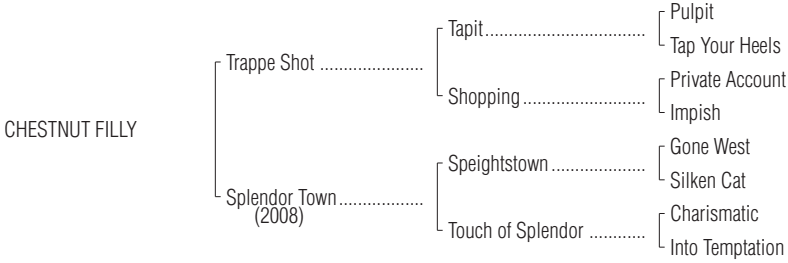 Pulpit
Tapit..................................
Tap Your Heels
Trappe Shot ......................
Private Account
Shopping..........................
Impish
CHESTNUT FILLY
Gone West
Speightstown ....................
Silken Cat
Splendor Town..................
(2008)
Charismatic
Touch of Splendor ............
Into Temptation